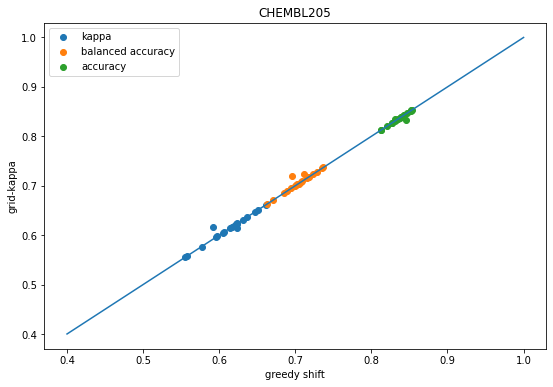 CHEMBL205
kappa
balanced accuracy
accuracy
grid-kappa
1.0
0.9
0.8
0.7
0.6
0.5
0.4
0.4 0.5 0.6 0.7 0.8 0.9 1.0
greedy shift